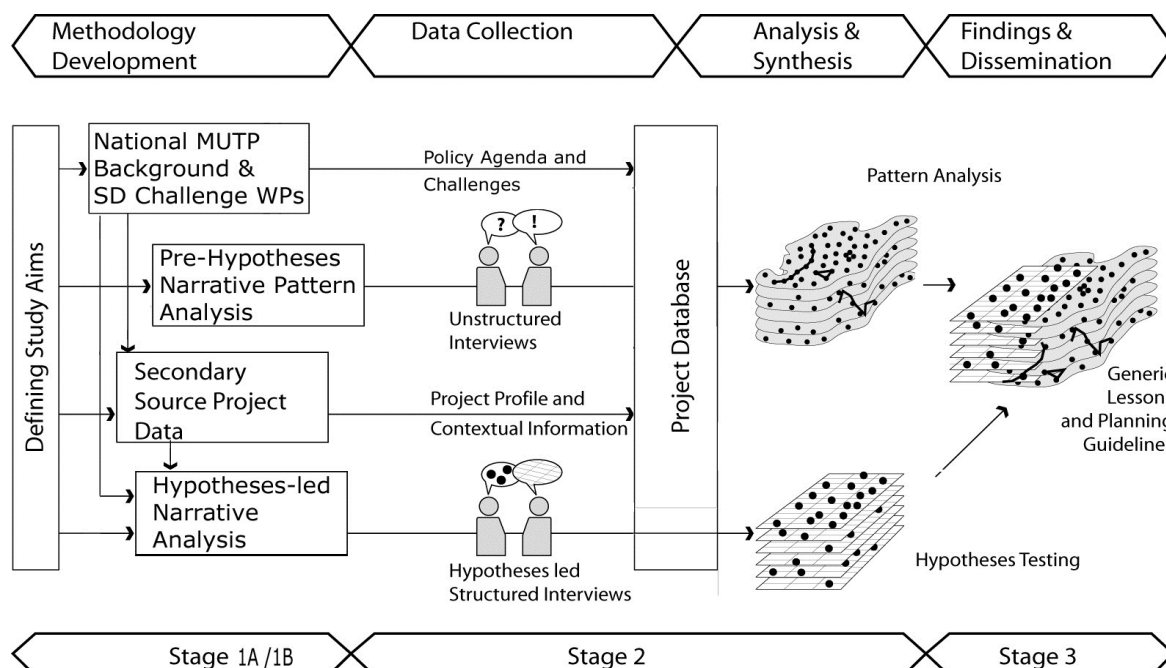 Methodology
Development
Data Collection
Analysis &
Synthesis
Findings &
Dissemination
Defining Study Aims
National MUTP
Background &
SD Challenge WPs
Policy Agenda and
Challenges
? !
Pre-Hypotheses
Narrative Pattern
Analysis
Unstructured
Interviews
Secondary
Source Project
Data
Project Profile and
Contextual Information
Hypotheses-led
Narrative
Analysis
Hypotheses led
Structured Interviews
Project Database
Pattern Analysis
Hypotheses Testing
Generic
Lesson
and Planning
Guideline
Stage 1A /1B
Stage 2
Stage 3